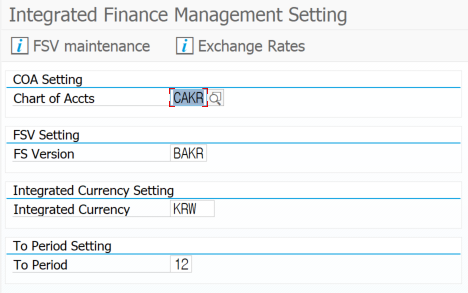 Integrated Finance Management Setting
FSV maintenance Exchange Rates
COA Setting
Chart of Accts CAKR
FSV Setting
FS Version BAKR
Integrated Currency Setting
Integrated Currency KRW
To Period Setting
To Period 12